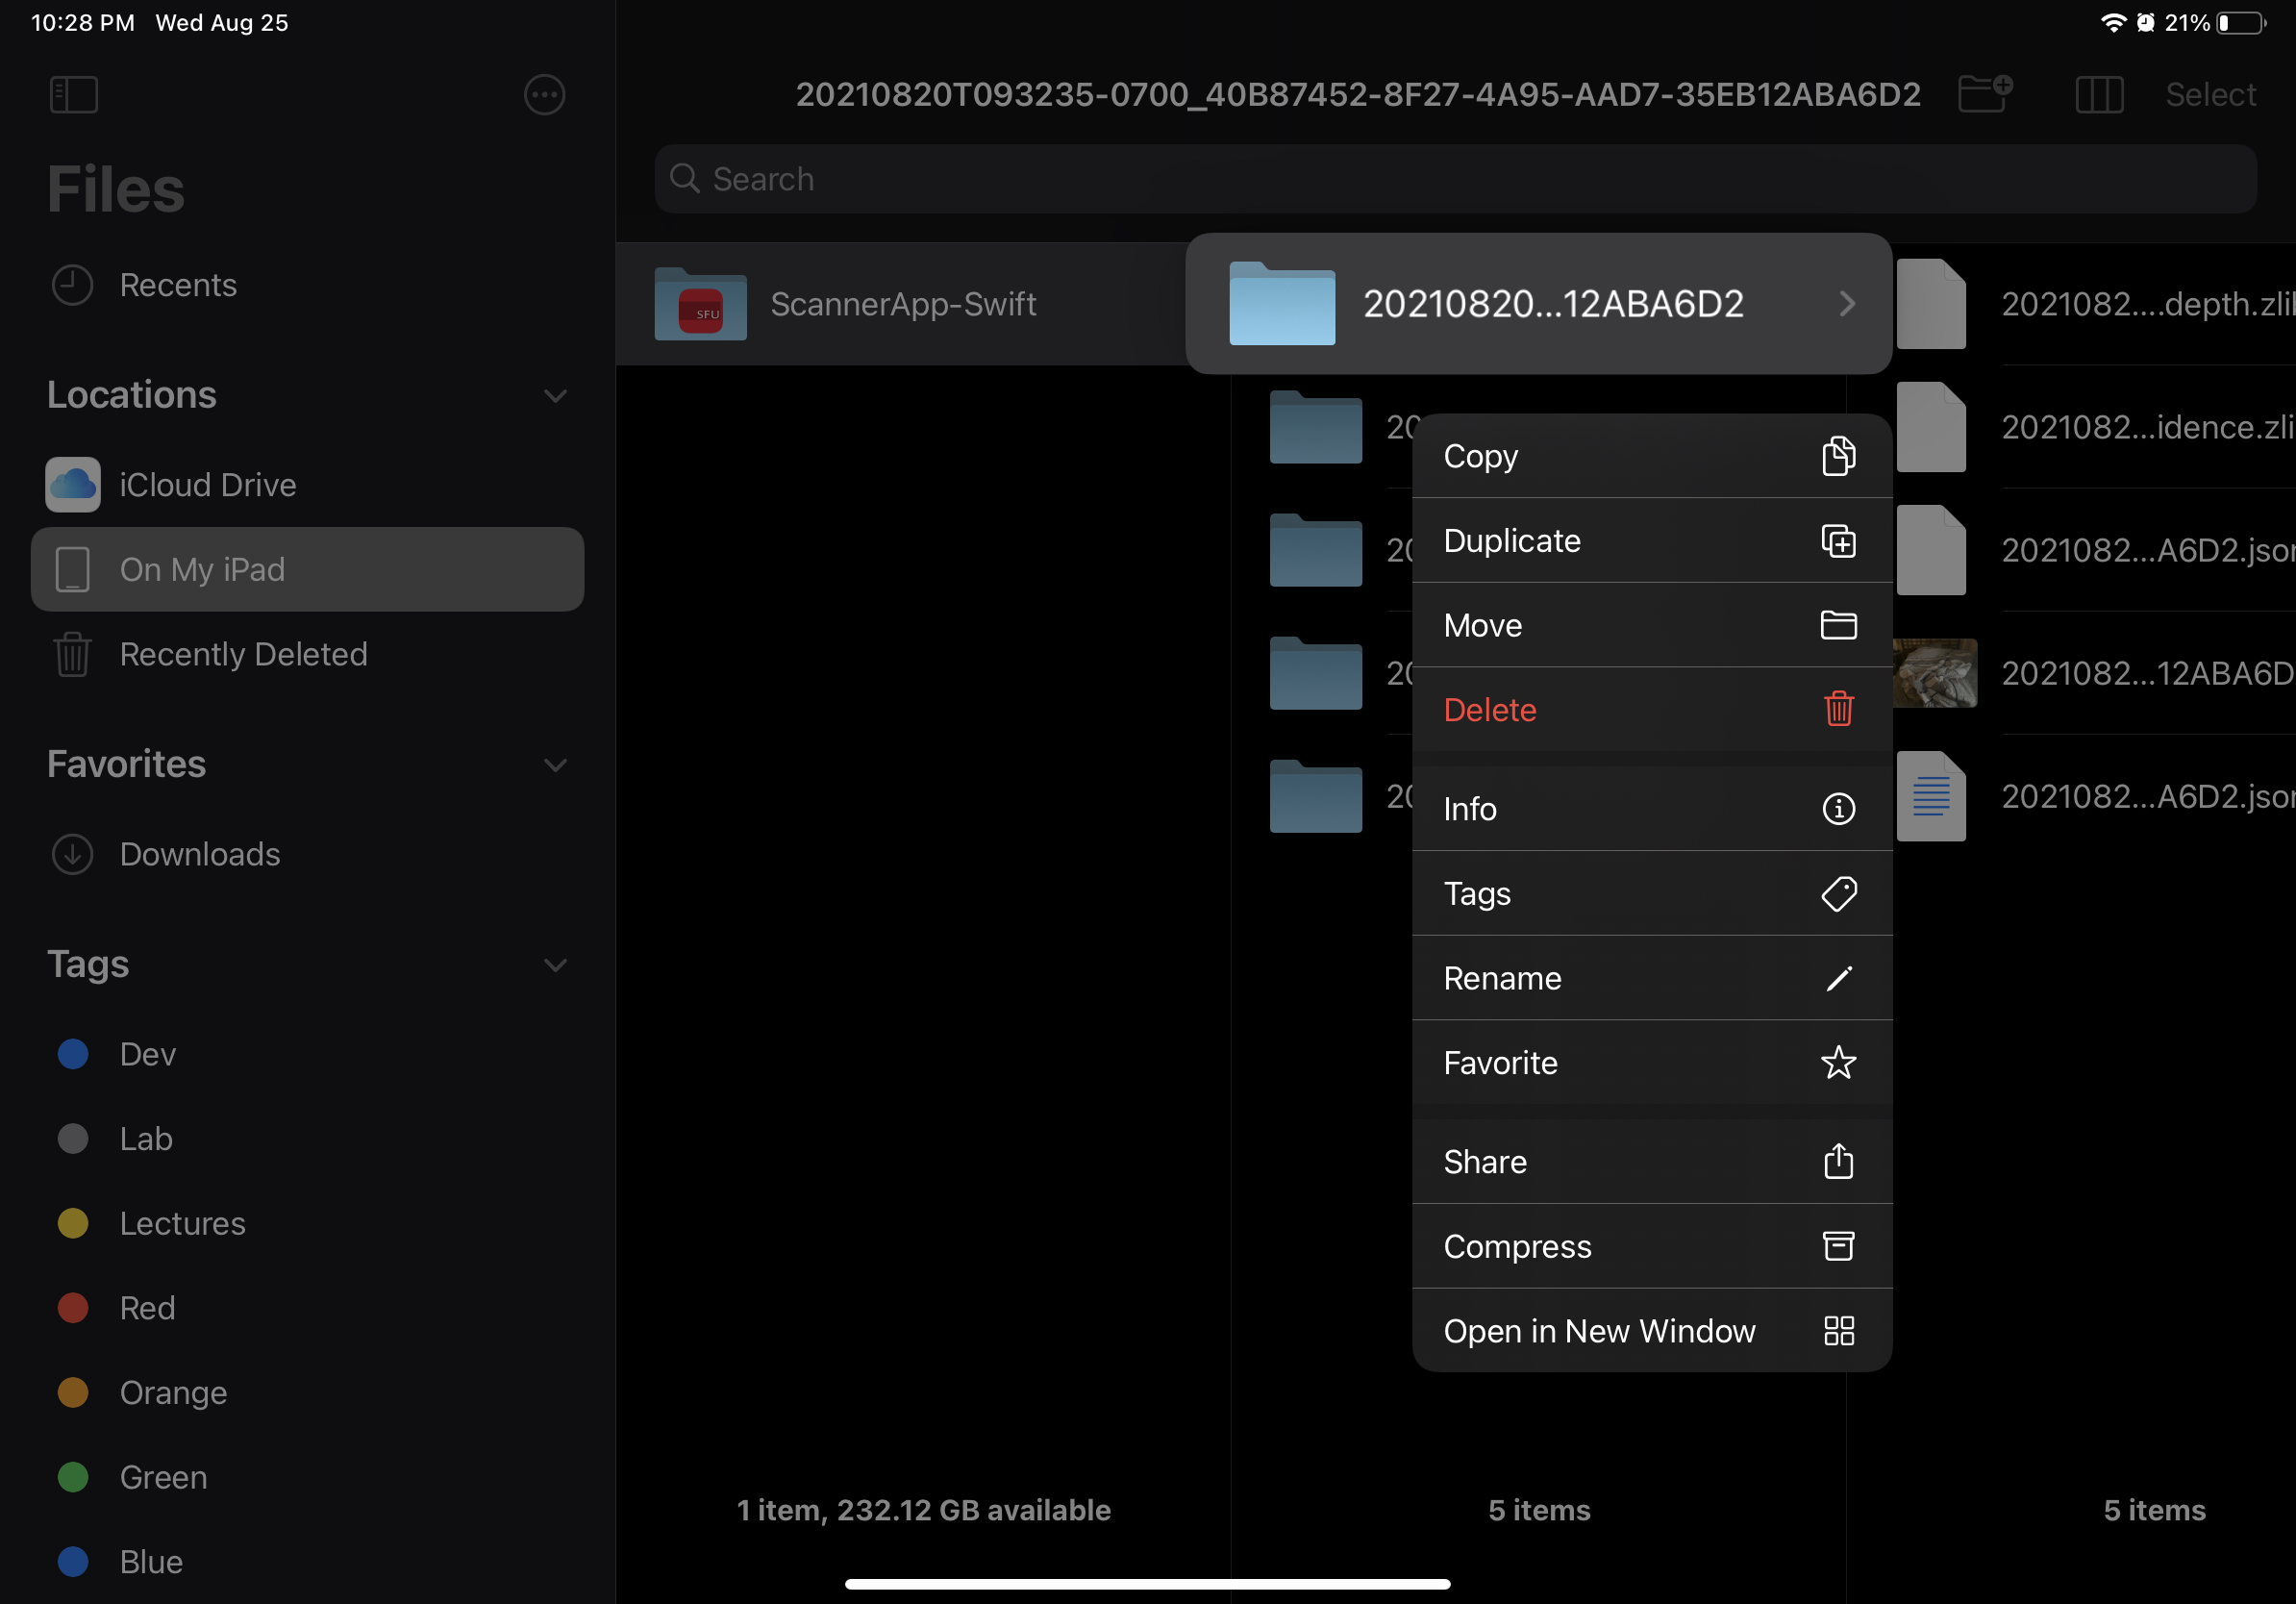 10:28 PM Wed Aug 25
21%
Files
Recents
Locations
iCloud Drive
On My iPad
Recently Deleted
Favorites
Downloads
Tags
Dev
Lab
Lectures
Red
Orange
Green
Blue
20210820T093235-0700_40B87452-8F27-4A95-AAD7-35EB12ABA6D2
Select
Search
SFU
ScannerApp-Swift
1 item, 232.12 GB available
20210820...12ABA6D2
20
20
20
20
Copy
Duplicate
Move
Delete
Info
Tags
Rename
Favorite
Share
Compress
Open in New Window
5 items
2021082....depth.zli
2021082...idence.zli
2021082...A6D2.json
2021082...12ABA6D
2021082...A6D2.json
5 items